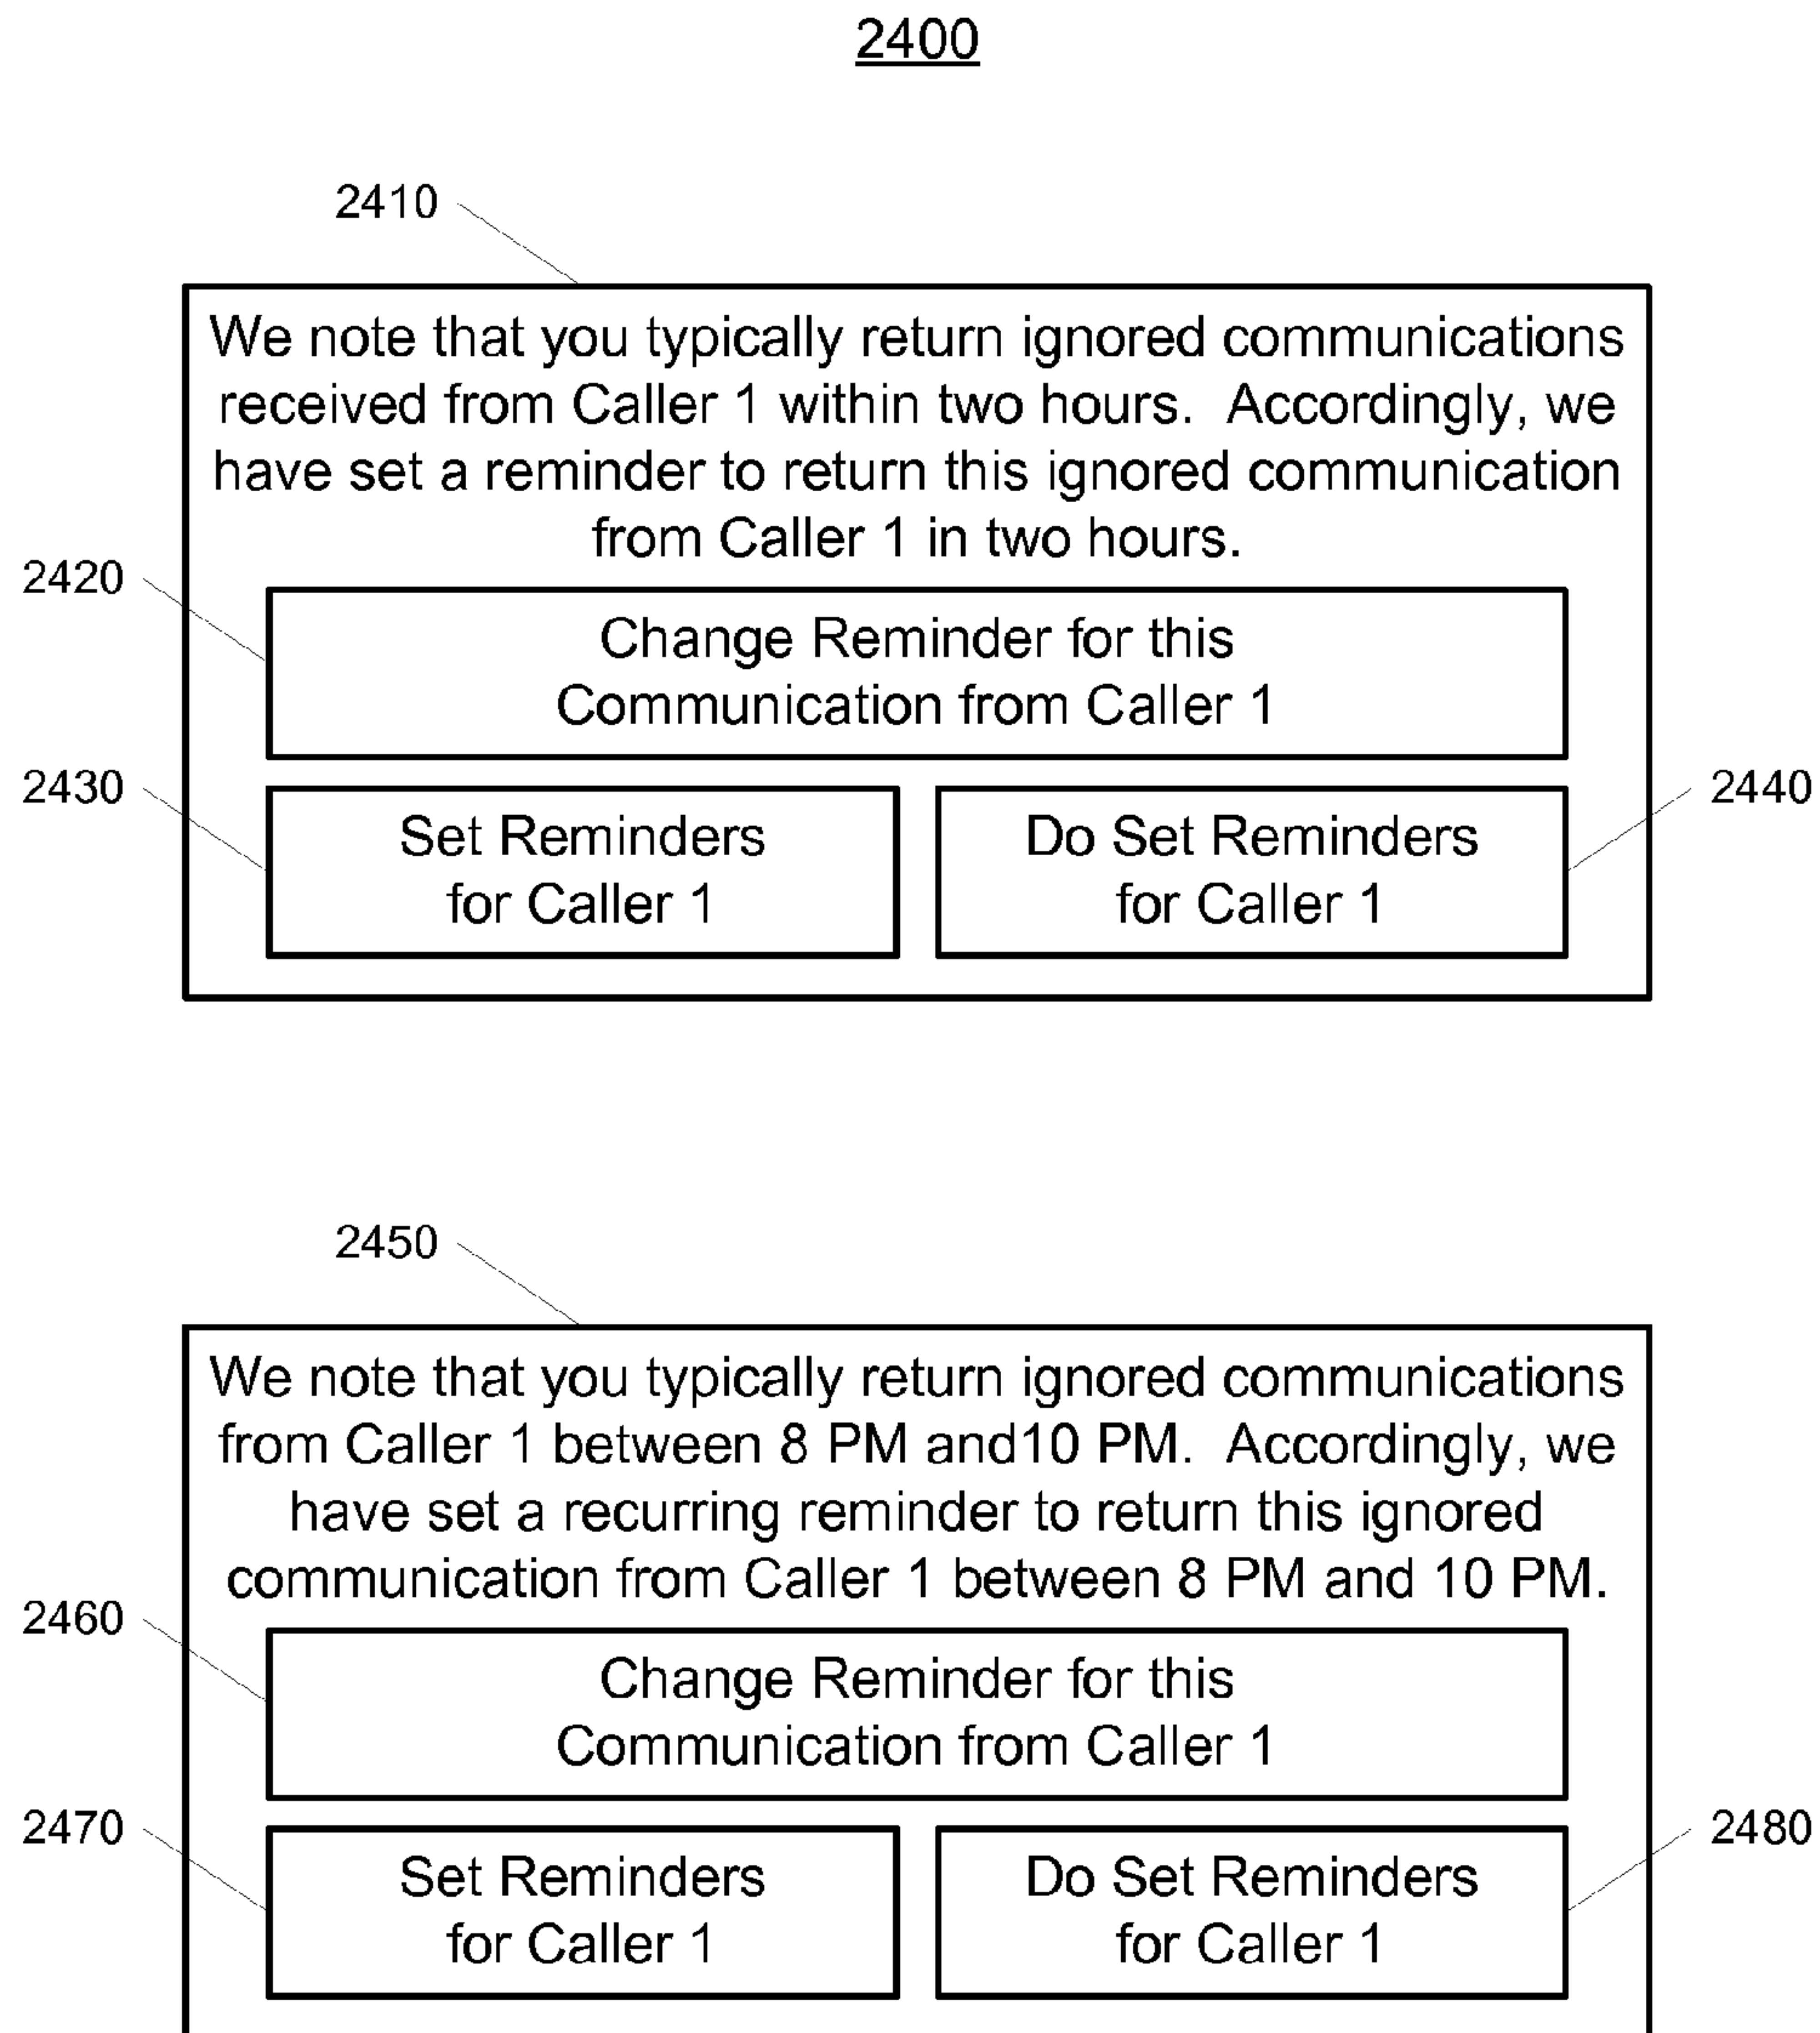 2400
2410
We note that you typically return ignored communications
received from Caller 1 within two hours.  Accordingly, we
have set a reminder to return this ignored communication
from Caller 1 in two hours.
2420
Change Reminder for this
Communication from Caller 1
2430
Set Reminders
for Caller 1
Do Set Reminders
for Caller 1
2440
2450
We note that you typically return ignored communications
from Caller 1 between 8 PM and10 PM.  Accordingly, we
have set a recurring reminder to return this ignored
communication from Caller 1 between 8 PM and 10 PM.
2460
Change Reminder for this
Communication from Caller 1
2470
Set Reminders
for Caller 1
Do Set Reminders
for Caller 1
2480